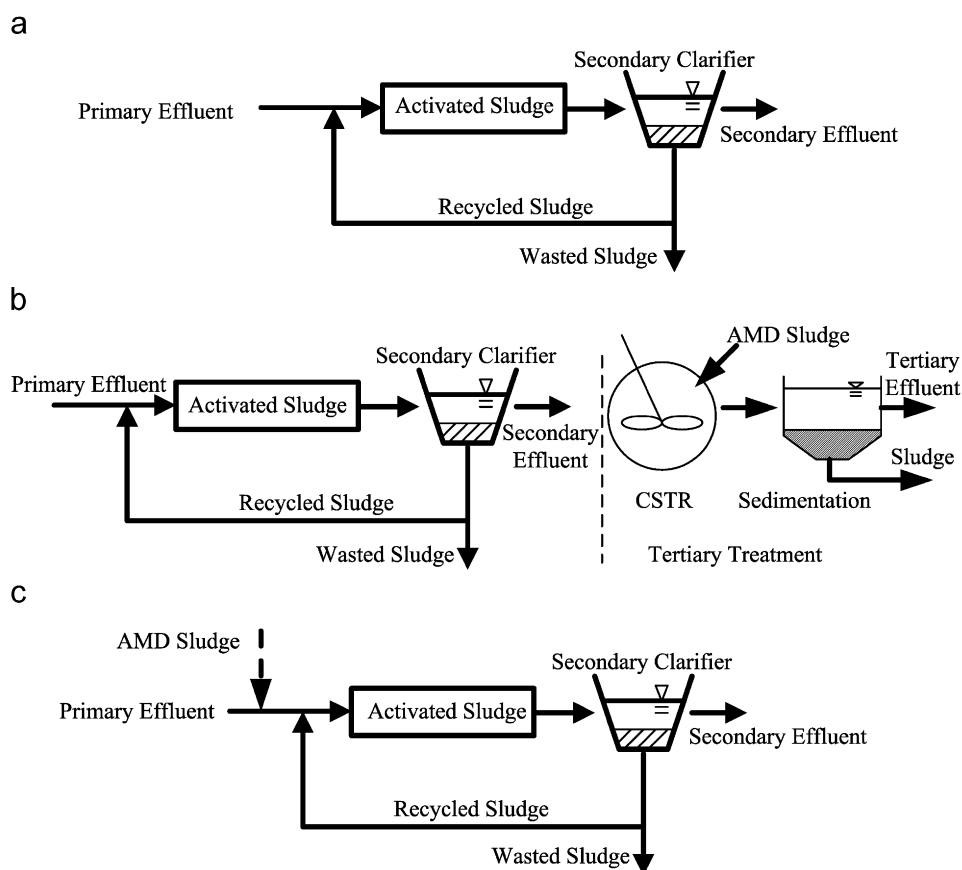 a
Secondary Clarifier
Primary Effluent
Activated Sludge
Secondary Effluent
Recycled Sludge
Wasted Sludge
b
AMD Sludge
Secondary Clarifier
Tertiary
Effluent
Primary Effluent
Activated Sludge
Secondary
Effluent
Sludge
Recycled Sludge
CSTR
Sedimentation
Wasted Sludge
Tertiary Treatment
c
AMD Sludge
Secondary Clarifier
Primary Effluent
Activated Sludge
Secondary Effluent
Recycled Sludge
Wasted Sludge